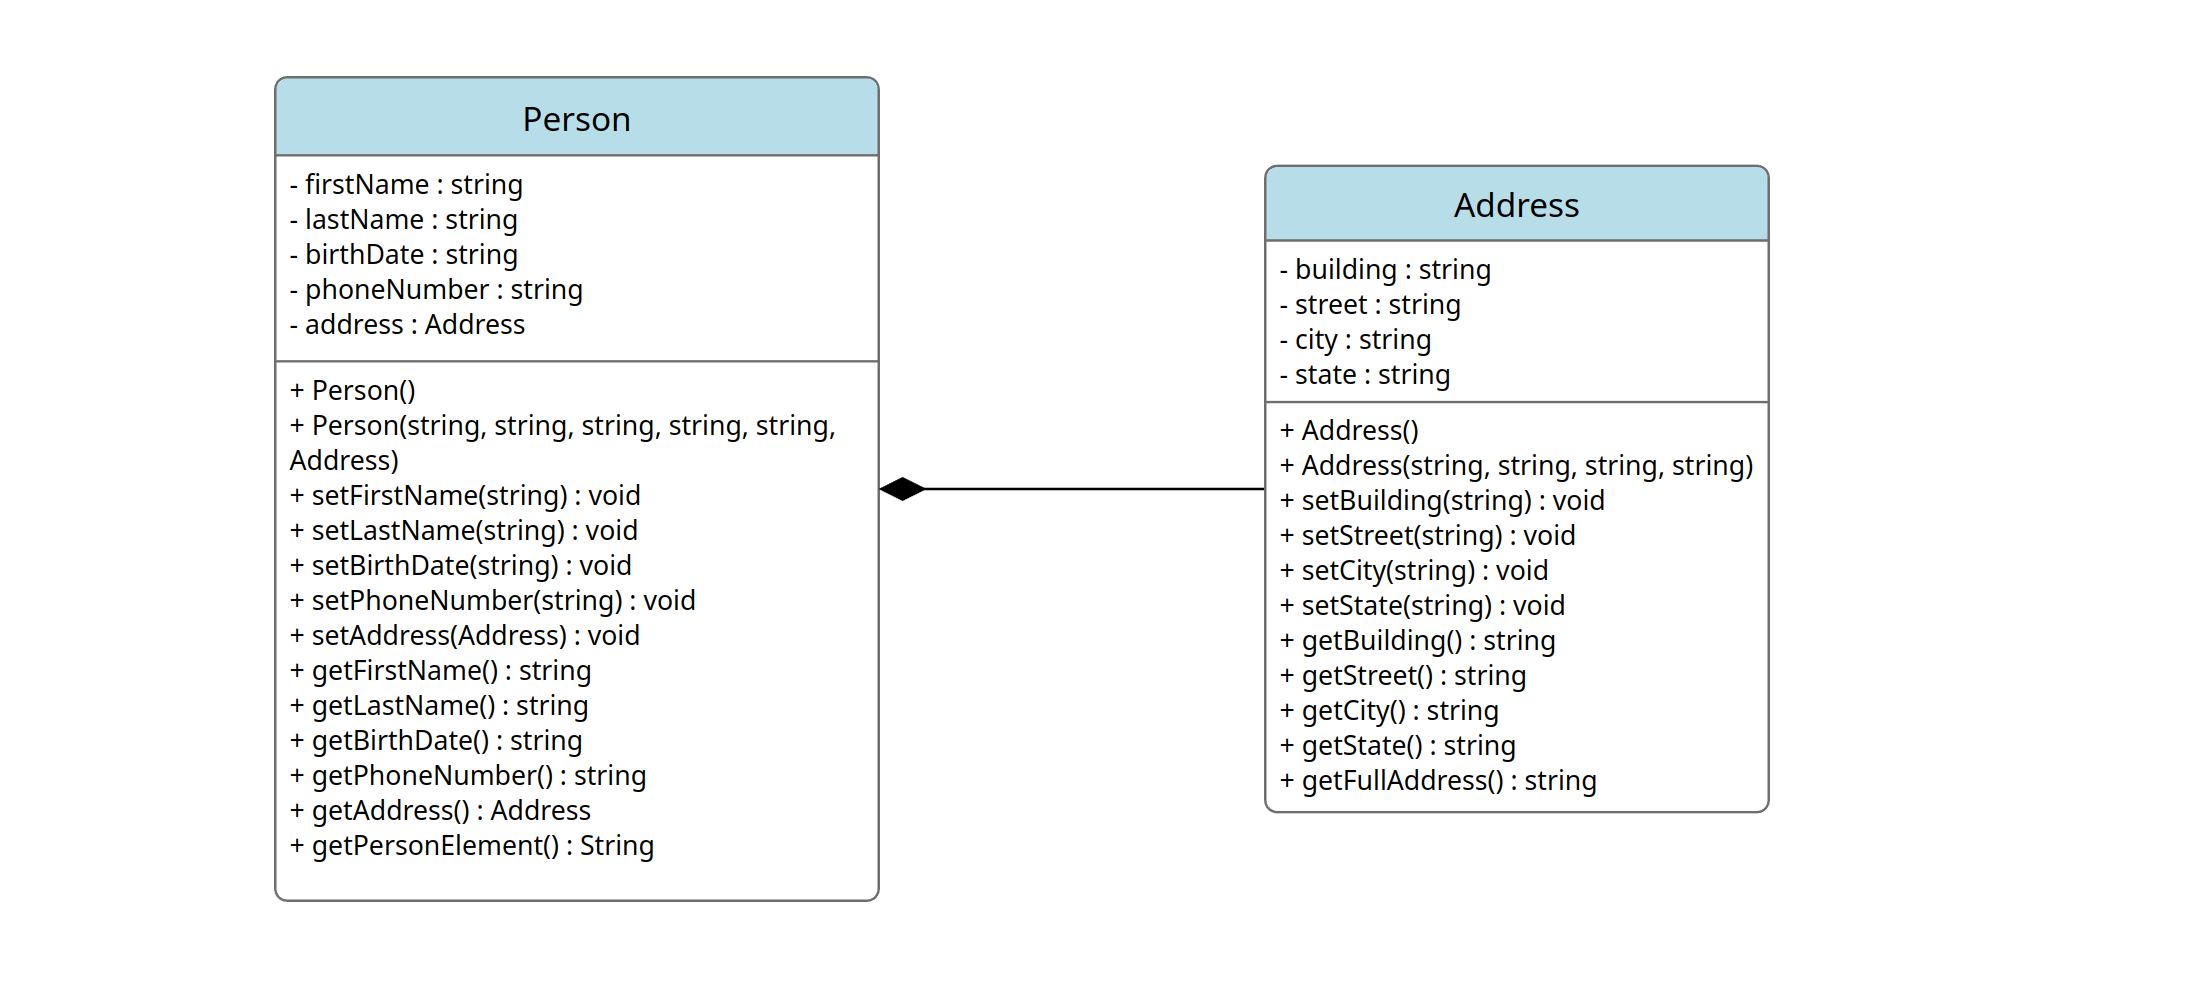 Person
- firstName : string
- lastName : string
- birthDate : string
- phoneNumber : string
- address : Address
+ Person()
+ Person(string, string, string, string, string,
Address)
+ setFirstName(string) : void
+ setLastName(string) : void
+ setBirthDate(string) : void
+ setPhoneNumber(string) : void
+ setAddress(Address) : void
+ getFirstName() : string
+ getLastName() : string
+ getBirthDate() : string
+ getPhoneNumber() : string
+ getAddress() : Address
+ getPersonElement() : String
Address
- building : string
- street : string
- city : string
- state : string
+ Address()
+ Address(string, string, string, string)
+ setBuilding(string) : void
+ setStreet(string) : void
+ setCity(string) : void
+ setState(string) : void
+ getBuilding() : string
+ getStreet() : string
+ getCity() : string
+ getState() : string
+ getFullAddress() : string